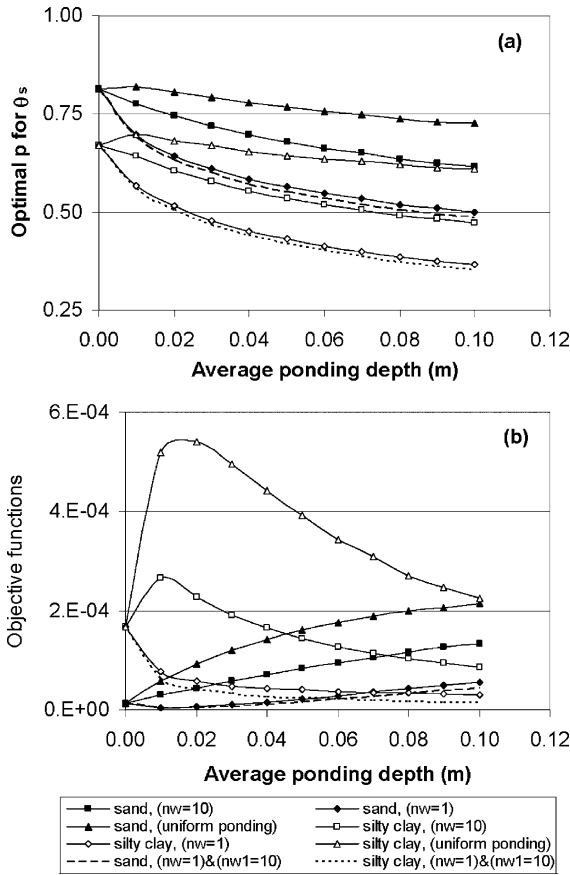 (a)
Optimal p for θs
1.00
0.75
0.50
0.25
0.00 0.02 0.04 0.06 0.08 0.10 0.12
Average ponding depth (m)
(b)
Objective functions
6.E-04
4.E-04
2.E-04
0.E+00
0.00 0.02 0.04 0.06 0.08 0.10 0.12
Average ponding depth (m)
sand, (nw=10) sand, (nw=1)
sand, (uniform ponding) silty clay, (nw=10)
silty clay, (nw=1) silty clay, (uniform ponding)
sand, (nw=1)&(nw1=10) silty clay, (nw=1)&(nw1=10)